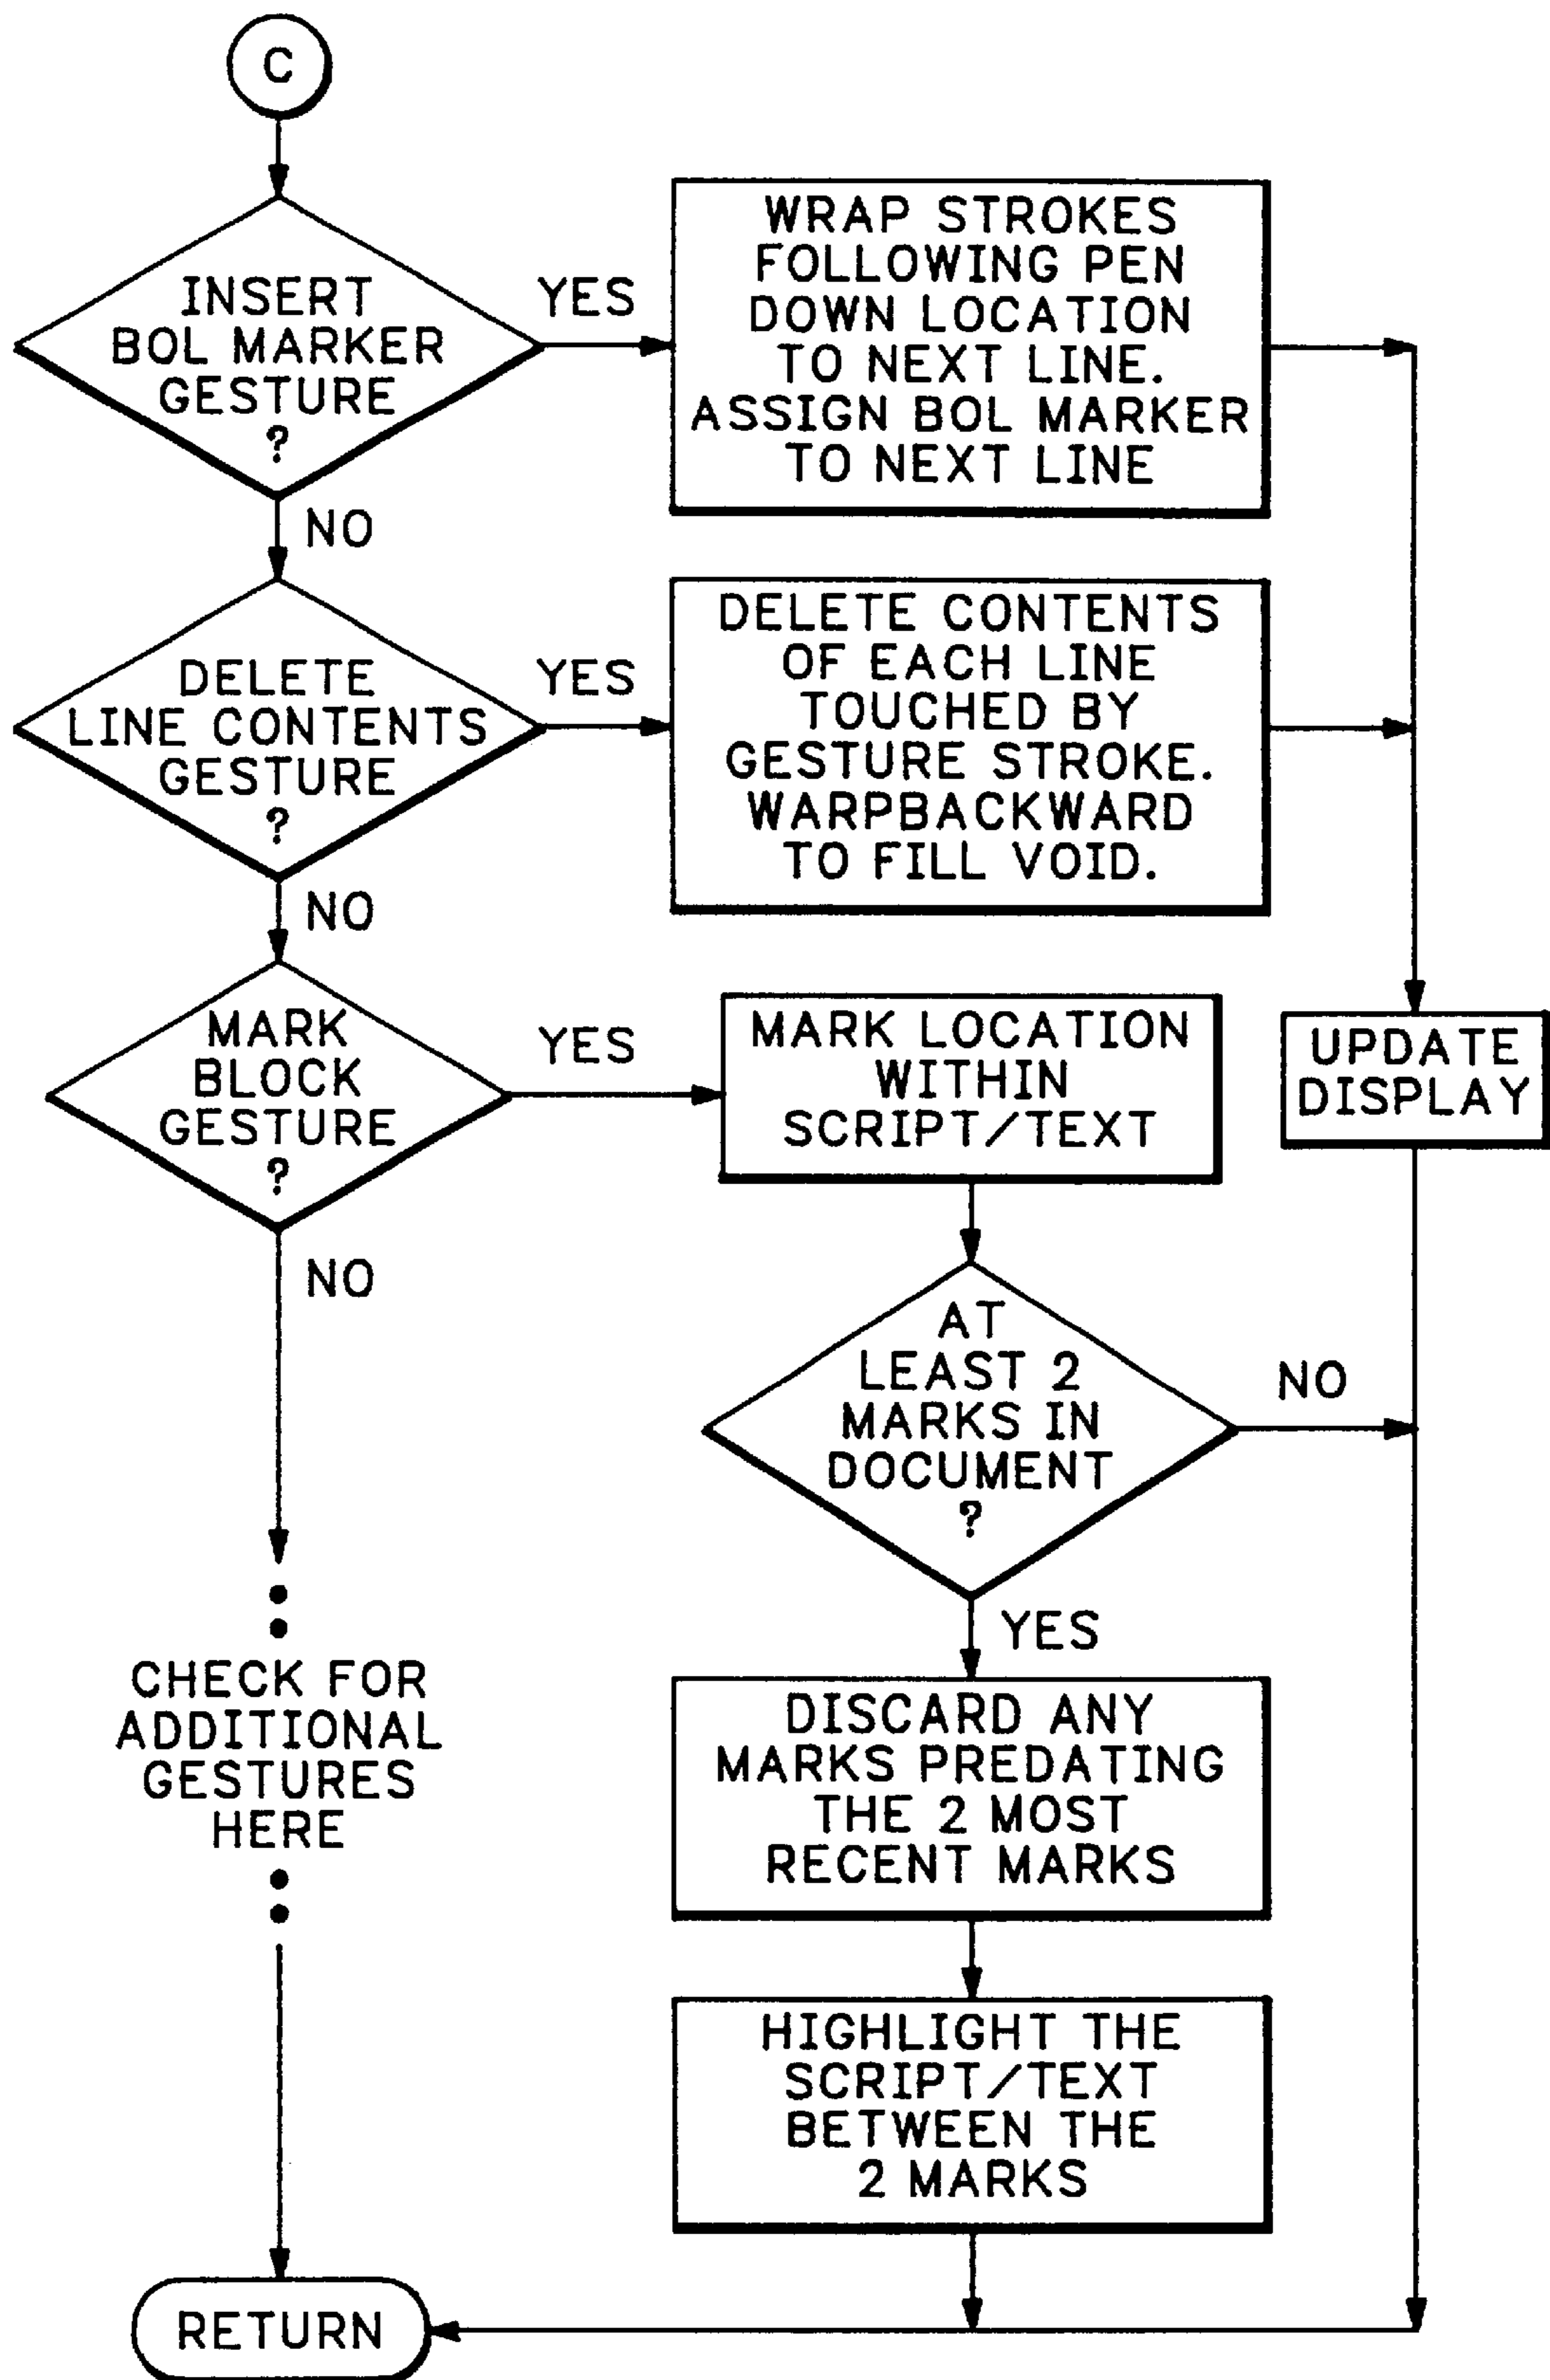 C
INSERT
BOL MARKER
GESTURE
?
YES
WRAP STROKES
FOLLOWING PEN
DOWN LOCATION
TO NEXT LINE.
ASSIGN BOL MARKER
TO NEXT LINE
NO
DELETE
LINE CONTENTS
GESTURE
?
YES
DELETE CONTENTS
OF EACH LINE
TOUCHED BY
GESTURE STROKE.
WARPBACKWARD
TO FILL VOID.
NO
MARK
BLOCK
GESTURE
?
YES
MARK LOCATION
WITHIN
SCRIPT/TEXT
UPDATE
DISPLAY
NO
AT
LEAST 2
MARKS IN
DOCUMENT
?
NO
YES
CHECK FOR
ADDITIONAL
GESTURES
HERE
DISCARD ANY
MARKS PREDATING
THE 2 MOST
RECENT MARKS
HIGHLIGHT THE
SCRIPT/TEXT
BETWEEN THE
2 MARKS
RETURN